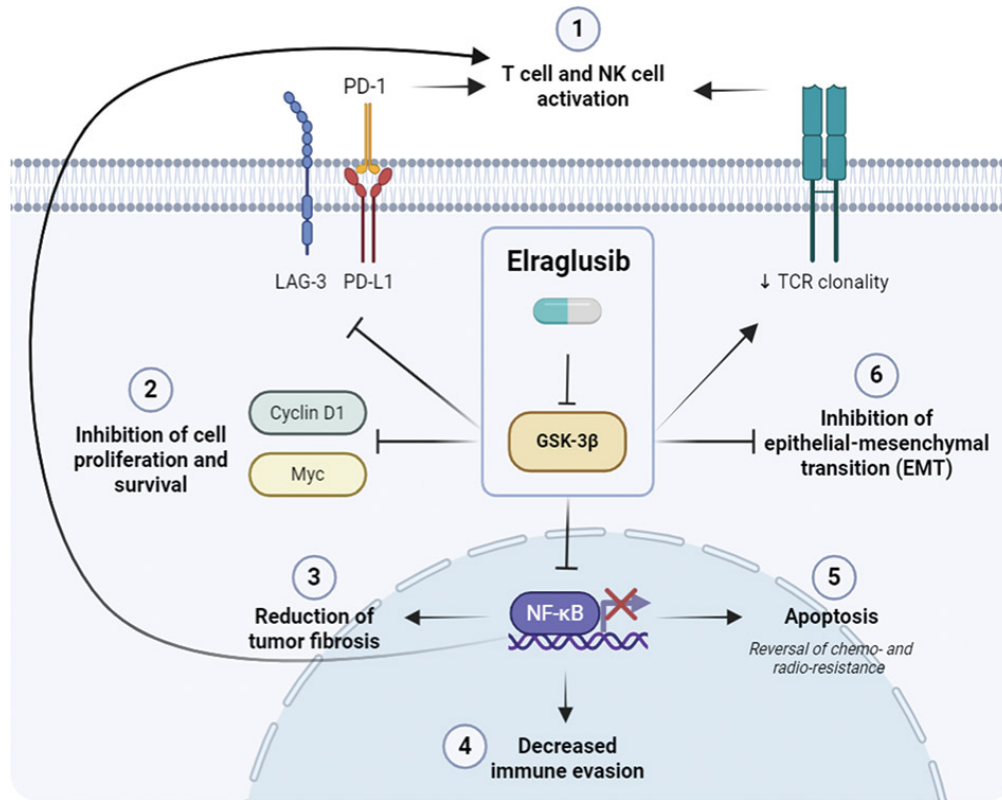 1
T cell and NK cell
activation
PD-1
LAG-3
PD-L1
Elraglusib
↓ TCR clonality
2
Inhibition of cell
proliferation and
survival
Cyclin D1
Myc
GSK-3β
6
Inhibition of
epithelial-mesenchymal
transition (EMT)
3
Reduction of
tumor fibrosis
NF-κB
5
Apoptosis
Reversal of chemo- and
radio-resistance
4
Decreased
immune evasion